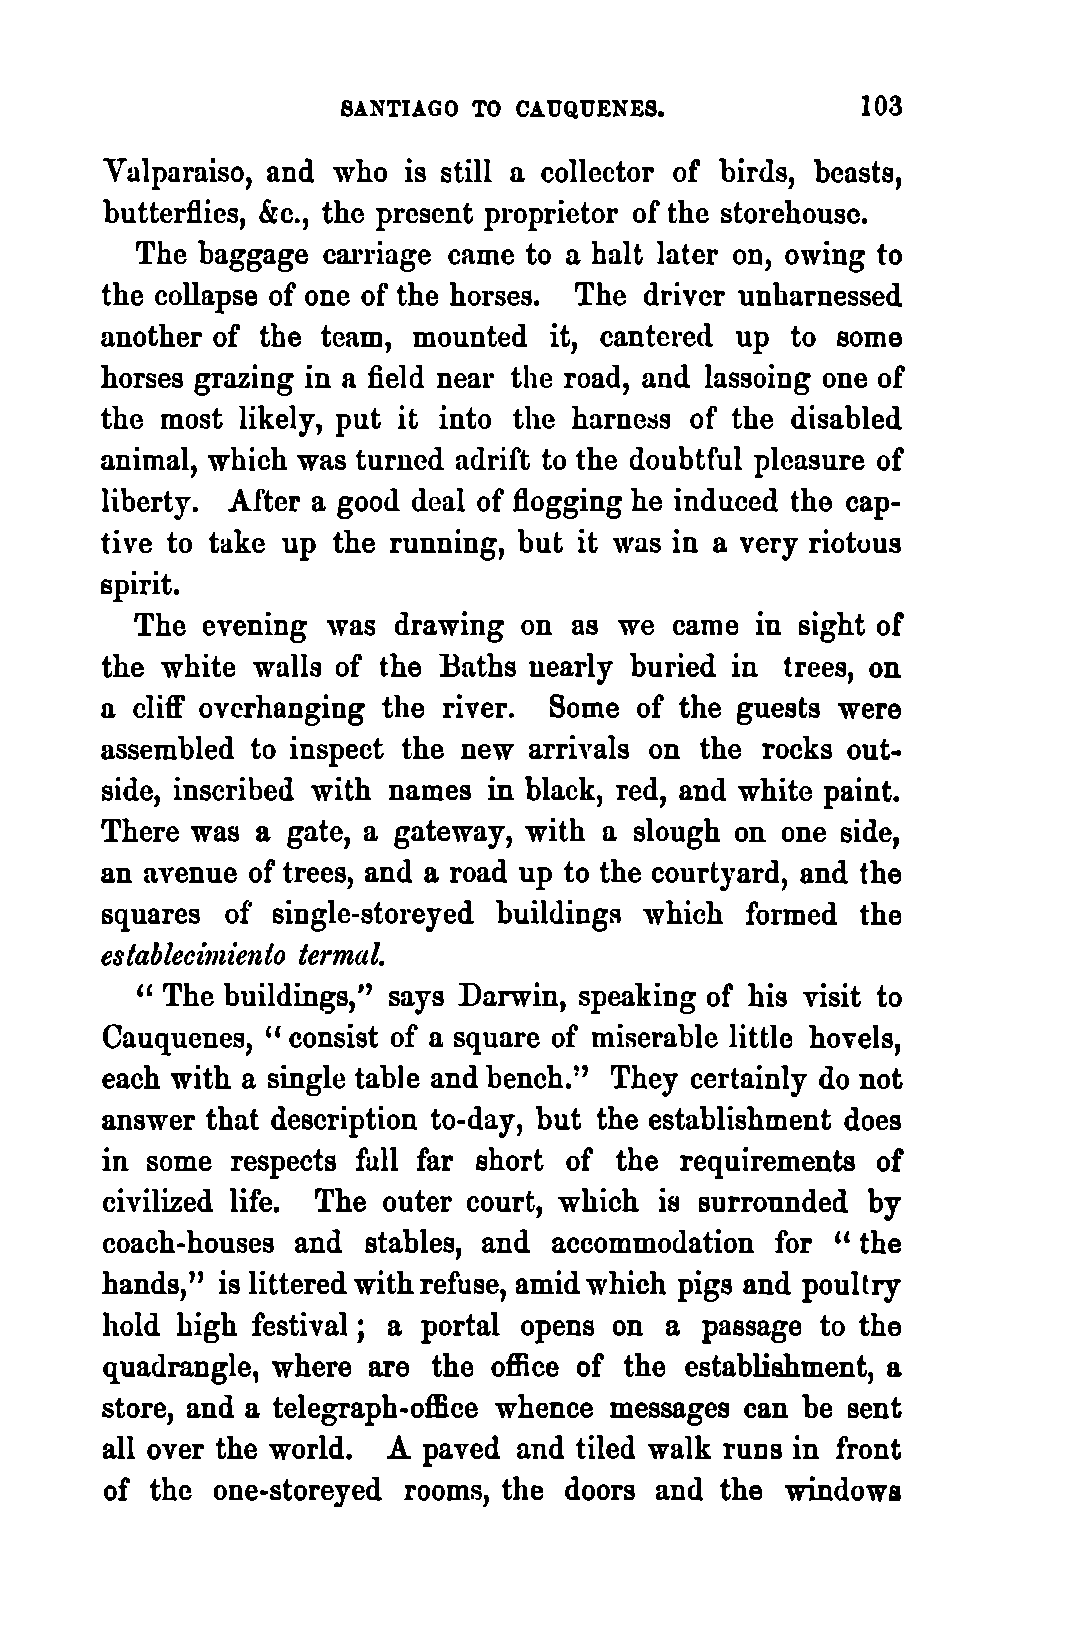 SANTIAGO TO CAUQUENES. 103
Valparaiso, and who is still a collector of birds, beasts,
butterflies, &c., the present proprietor of the storehouse.
The baggage carriage came to a halt later on, owing to
the collapse of one of the horses. The driver unharnessed
another of the team, mounted it, cantered up to some
horses grazing in a field near the road, and lassoing one of
the most likely, put it into the harness of the disabled
animal, which was turned adrift to the doubtful pleasure of
liberty. After a good deal of flogging he induced the cap-
tive to take up the running, but it was in a very riotous
spirit.
The evening was drawing on as we came in sight of
the white walls of the Baths nearly buried in trees, on
a cliff overhanging the river. Some of the guests were
assembled to inspect the new arrivals on the rocks out-
side, inscribed with names in black, red, and white paint.
There was a gate, a gateway, with a slough on one side,
an avenue of trees, and a road up to the courtyard, and the
squares of single-storeyed buildings which formed the
establecimiento termal.
“ The buildings,” says Darwin, speaking of his visit to
Cauquenes, “ consist of a square of miserable little hovels,
each with a single table and bench.” They certainly do not
answer that description to-day, but the establishment does
in some respects fall far short of the requirements of
civilized life. The outer court, which is surrounded by
coach-houses and stables, and accommodation for “ the
hands,” is littered with refuse, amid which pigs and poultry
hold high festival ; a portal opens on a passage to the
quadrangle, where are the office of the establishment, a
store, and a telegraph-office whence messages can be sent
all over the world. A paved and tiled walk runs in front
of the one-storeyed rooms, the doors and the windows